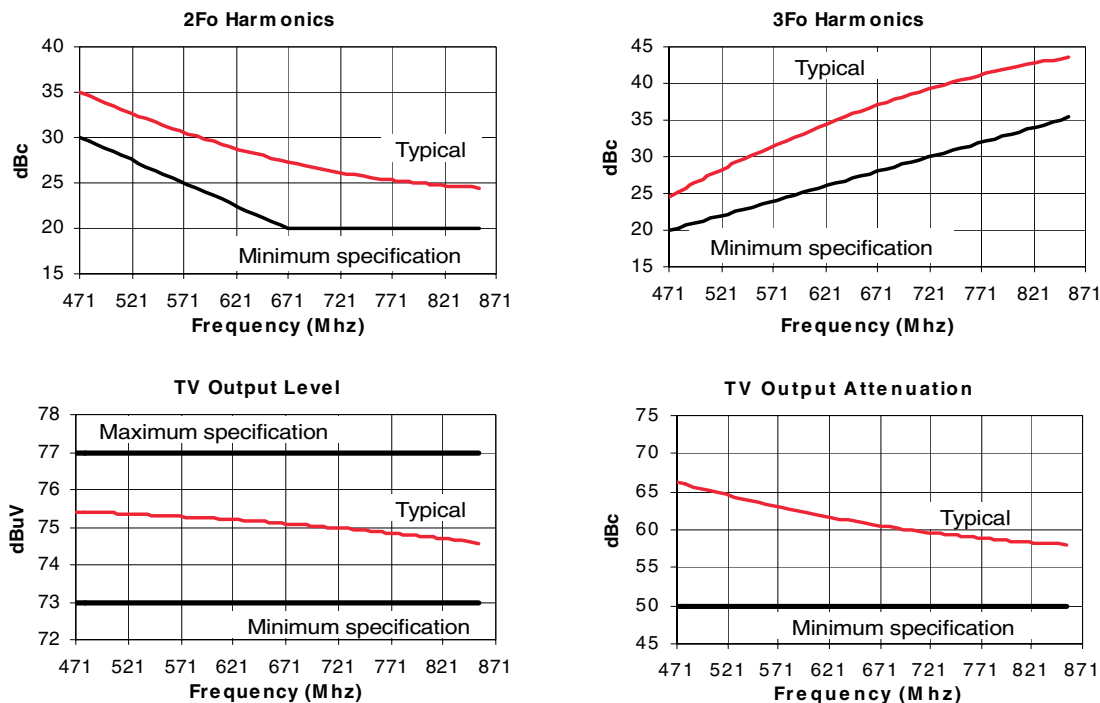 2Fo Harmonics
40
35
30
25
20
15
dBc
Typical
Minimum specification
471 521 571 621 671 721 771 821 871
Frequency (Mhz)
3Fo Harmonics
45
40
35
30
25
20
15
dBc
Typical
Minimum specification
471 521 571 621 671 721 771 821 871
Frequency (Mhz)
TV Output Level
78
77
76
75
74
73
72
dBuV
Maximum specification
Typical
Minimum specification
471 521 571 621 671 721 771 821 871
Frequency (Mhz)
TV Output Attenuation
75
70
65
60
55
50
45
dBc
Typical
Minimum specification
471 521 571 621 671 721 771 821 871
Frequency (Mhz)